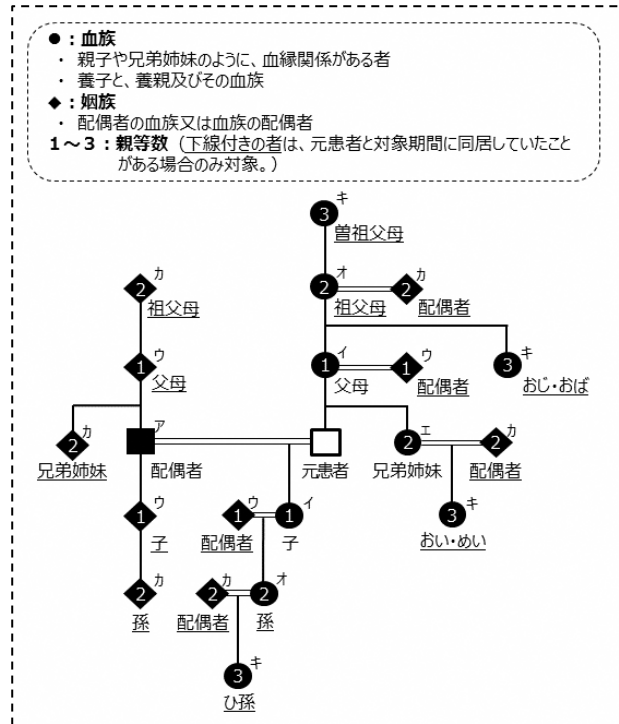 ●：血族
・ 親子や兄弟姉妹のように、血縁関係がある者
・ 養子と、養親及びその血族
◆：姻族
・ 配偶者の血族又は血族の配偶者
１～３：親等数（下線付きの者は、元患者と対象期間に同居していたこと
がある場合のみ対象。）
3 キ
曽祖父母
2 カ 2 オ 2 カ
祖父母 祖父母 配偶者
1 ウ 1 イ 1 ウ 3 キ
父母 父母 配偶者 おじ・おば
2 カ ア 2 エ 2 カ
兄弟姉妹 配偶者 元患者 兄弟姉妹 配偶者
1 ウ 1 ウ 1 イ 3 キ
子 配偶者 子 おい・めい
2 カ 2 カ 2 オ
孫 配偶者 孫
3 キ
ひ孫